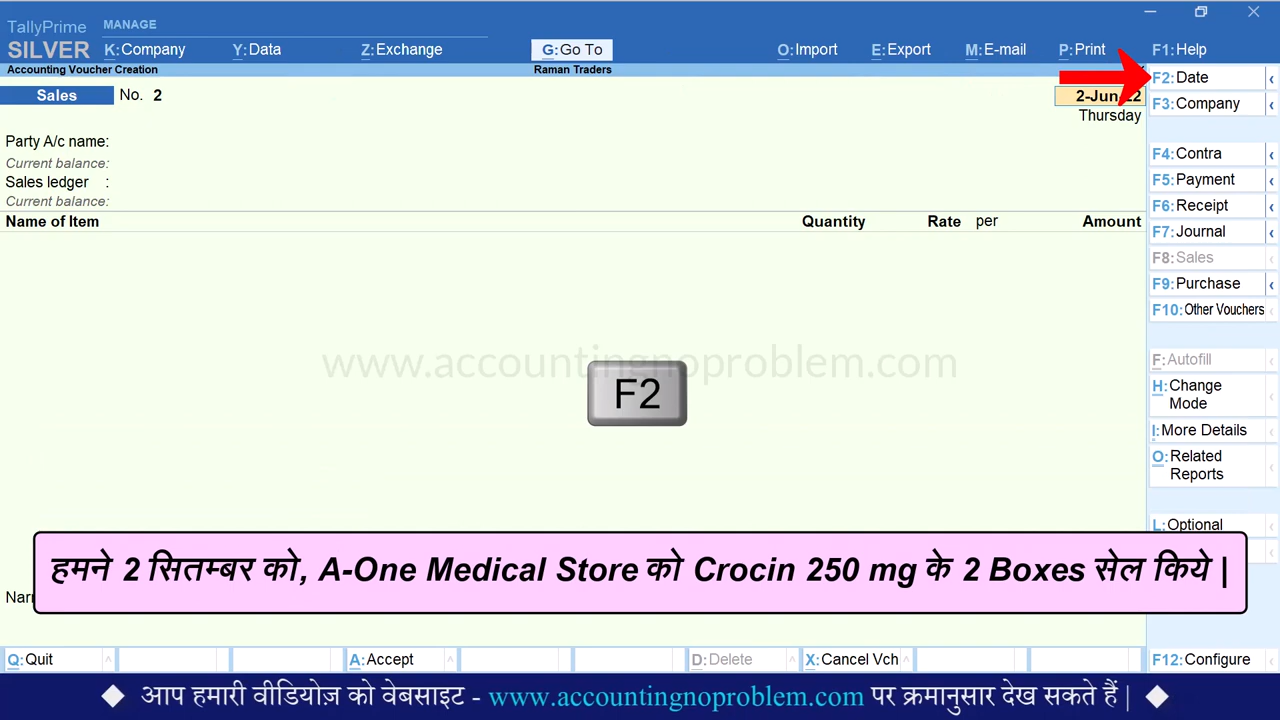 TallyPrime MANAGE
SILVER K:Company Y:Data Z:Exchange G:Go To O:Import E:Export M:E-mail P:Print F1:Help
Accounting Voucher Creation Raman Traders
F2:Date
Sales No. 2
F3:Company
Thursday
Party A/c name:
F4:Contra
Current balance:
Sales ledger :
F5:Payment
Current balance:
F6:Receipt
Name of Item Quantity Rate per Amount
F7:Journal
F8:Sales
F9:Purchase
F10:Other Vouchers
www.accountingnoproblem.com
F:Autofill
F2
H:Change
Mode
I:More Details
O:Related
Reports
L:Optional
हमने 2 सितम्बर को, A-One Medical Store को Crocin 250 mg के 2 Boxes सेल किये |
Q:Quit A:Accept D:Delete X:Cancel Vch F12:Configure
आप हमारी वीडियोज़ को वेबसाइट - www.accountingnoproblem.com पर क्रमानुसार देख सकते हैं |